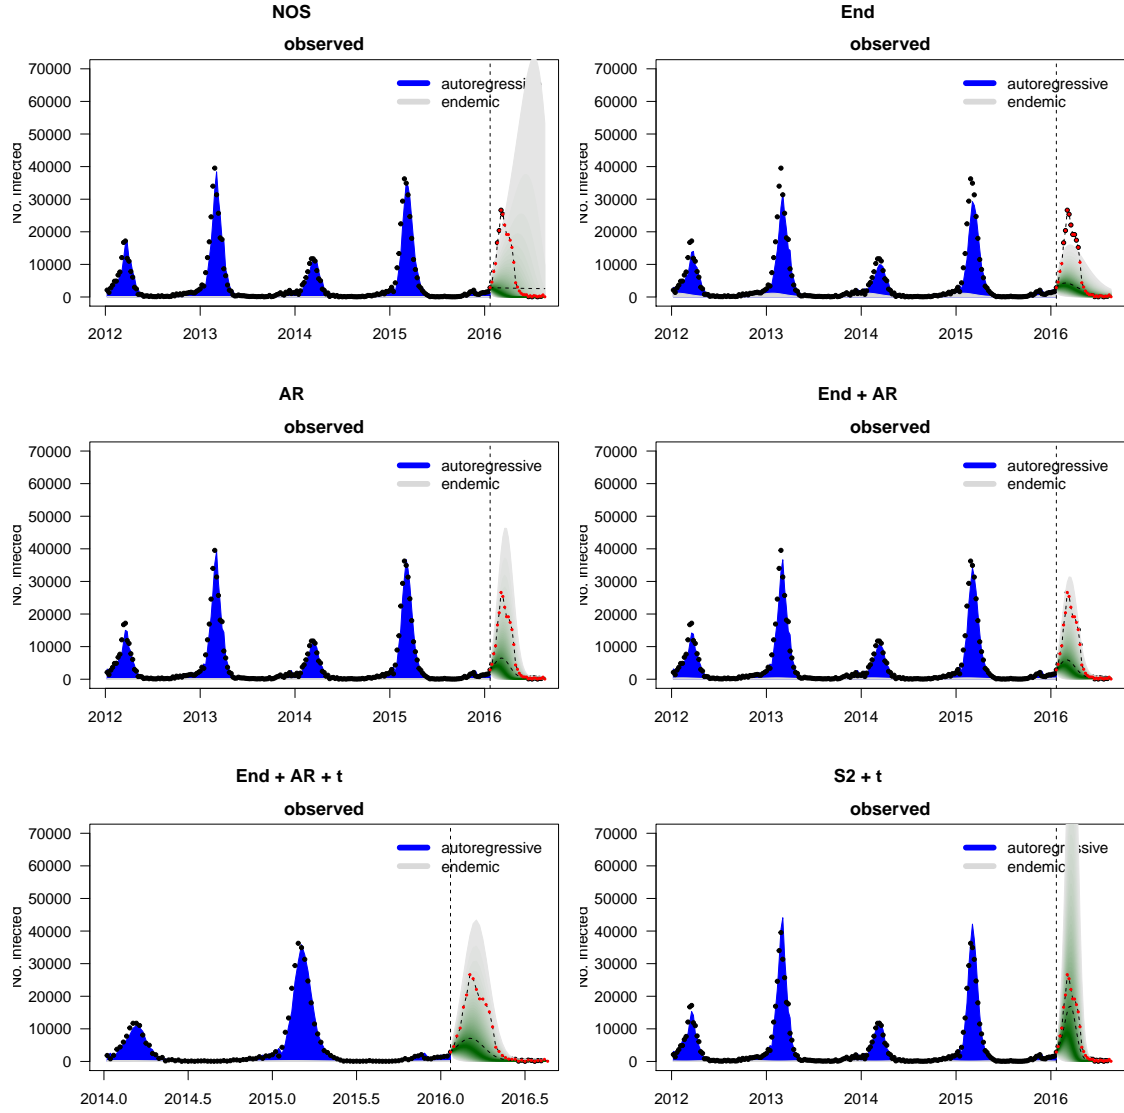 NOS
observed
70000
60000
50000
40000
30000
20000
10000
0
No. infected
autoregressive
endemic
2012
2013
2014
2015
2016
End
observed
70000
60000
50000
40000
30000
20000
10000
0
No. infected
autoregressive
endemic
2012
2013
2014
2015
2016
AR
observed
70000
60000
50000
40000
30000
20000
10000
0
No. infected
autoregressive
endemic
2012
2013
2014
2015
2016
End + AR
observed
70000
60000
50000
40000
30000
20000
10000
0
No. infected
autoregressive
endemic
2012
2013
2014
2015
2016
End + AR + t
observed
70000
60000
50000
40000
30000
20000
10000
0
No. infected
autoregressive
endemic
2014.0
2014.5
2015.0
2015.5
2016.0
2016.5
S2 + t
observed
70000
60000
50000
40000
30000
20000
10000
0
No. infected
autoregressive
endemic
2012
2013
2014
2015
2016